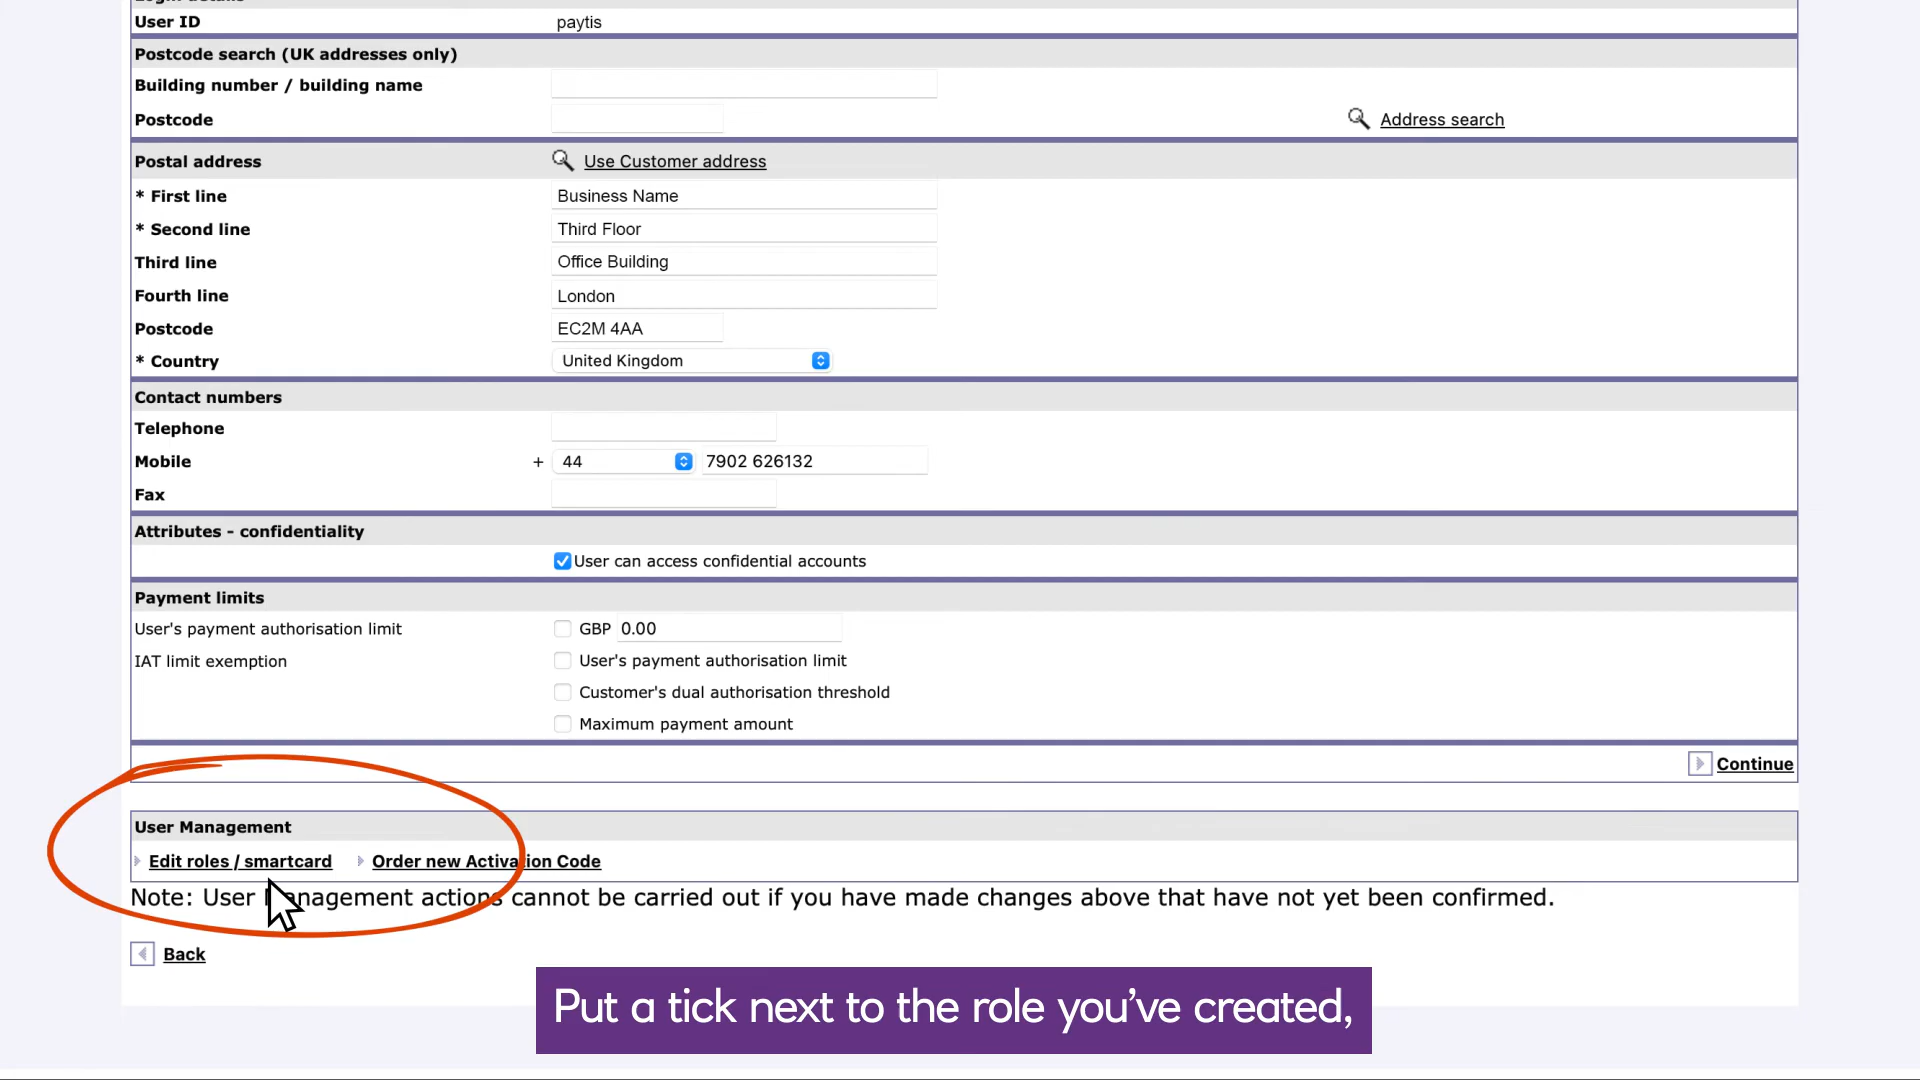 User ID paytis
Postcode search (UK addresses only)
Building number / building name
Postcode Address search
Postal address Use Customer address
* First line Business Name
* Second line Third Floor
Third line Office Building
Fourth line London
Postcode EC2M 4AA
* Country United Kingdom
Contact numbers
Telephone
Mobile + 44 7902 626132
Fax
Attributes - confidentiality
User can access confidential accounts
Payment limits
User's payment authorisation limit GBP 0.00
IAT limit exemption User's payment authorisation limit
Customer's dual authorisation threshold
Maximum payment amount
Continue
User Management
Edit roles / smartcard Order new Activation Code
Note: User Management actions cannot be carried out if you have made changes above that have not yet been confirmed.
Back
Put a tick next to the role you've created,